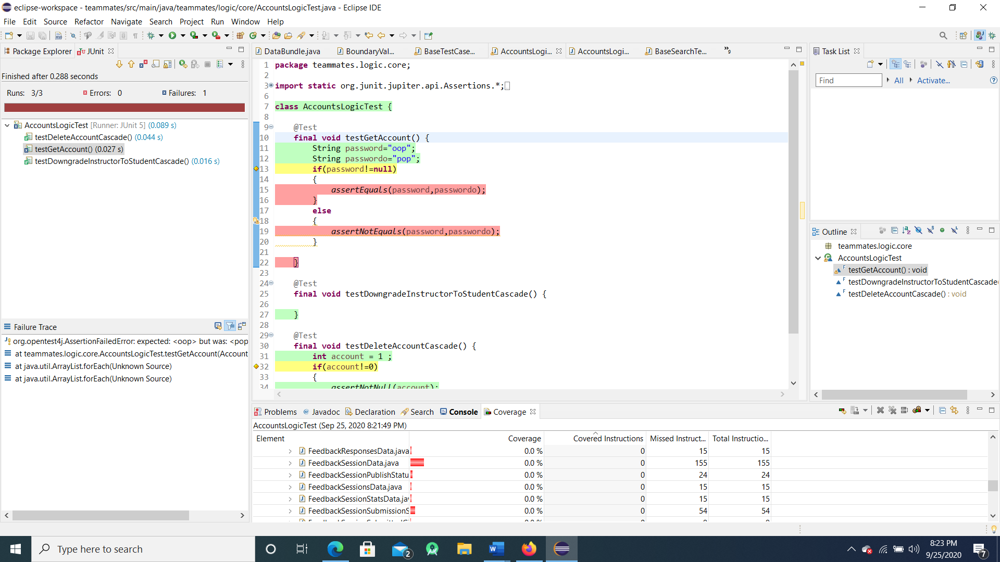 eclipse-workspace - teammates/src/main/java/teammates/logic/core/AccountsLogicTest.java - Eclipse IDE
File Edit Source Refactor Navigate Search Project Run Window Help
Package Explorer JUnit
Finished after 0.288 seconds
Runs: 3/3 Errors: 0 Failures: 1
AccountsLogicTest [Runner: JUnit 5] (0.089 s)
testDeleteAccountCascade() (0.044 s)
testGetAccount() (0.027 s)
testDowngradeInstructorToStudentCascade() (0.016 s)
Failure Trace
org.opentest4j.AssertionFailedError: expected: <oop> but was: <pop
at teammates.logic.core.AccountsLogicTest.testGetAccount(Account
at java.util.ArrayList.forEach(Unknown Source)
at java.util.ArrayList.forEach(Unknown Source)
DataBundle.java BoundaryVal... BaseTestCase... AccountsLogi... AccountsLogi... BaseSearchTe... »9
1 package teammates.logic.core;
2
3 import static org.junit.jupiter.api.Assertions.*;
6
7 class AccountsLogicTest {
8
9 @Test
10 final void testGetAccount() {
11 String password="oop";
12 String passwordo="pop";
13 if(password!=null)
14 {
15 assertEquals(password,passwordo);
16 }
17 else
18 {
19 assertNotEquals(password,passwordo);
20 }
21
22 }
23
24 @Test
25 final void testDowngradeInstructorToStudentCascade() {
26
27 }
28
29 @Test
30 final void testDeleteAccountCascade() {
31 int account = 1 ;
32 if(account!=0)
33 {
34 assertNotNull(account);
Task List
Find All Activate...
Outline
teammates.logic.core
AccountsLogicTest
testGetAccount() : void
testDowngradeInstructorToStudentCascade(
testDeleteAccountCascade() : void
Problems Javadoc Declaration Search Console Coverage
AccountsLogicTest (Sep 25, 2020 8:21:49 PM)
Element Coverage Covered Instructions Missed Instruct... Total Instructio...
FeedbackResponsesData.java 0.0 % 0 15 15
FeedbackSessionData.java 0.0 % 0 155 155
FeedbackSessionPublishStatu 0.0 % 0 24 24
FeedbackSessionsData.java 0.0 % 0 15 15
FeedbackSessionStatsData.jav 0.0 % 0 15 15
FeedbackSessionSubmissionS 0.0 % 0 54 54
Type here to search
2
8:23 PM
9/25/2020
7